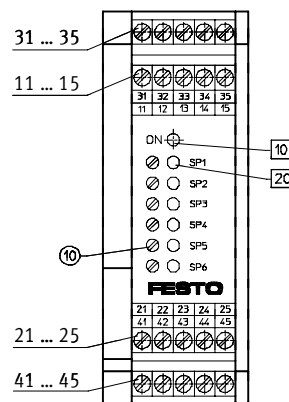 31 ... 35
11 ... 15
31 32 33 34 35
11 12 13 14 15
ON
10
SP1
20
SP2
SP3
SP4
10
SP5
SP6
FESTO
21 22 23 24 25
41 42 43 44 45
21 ... 25
41 ... 45